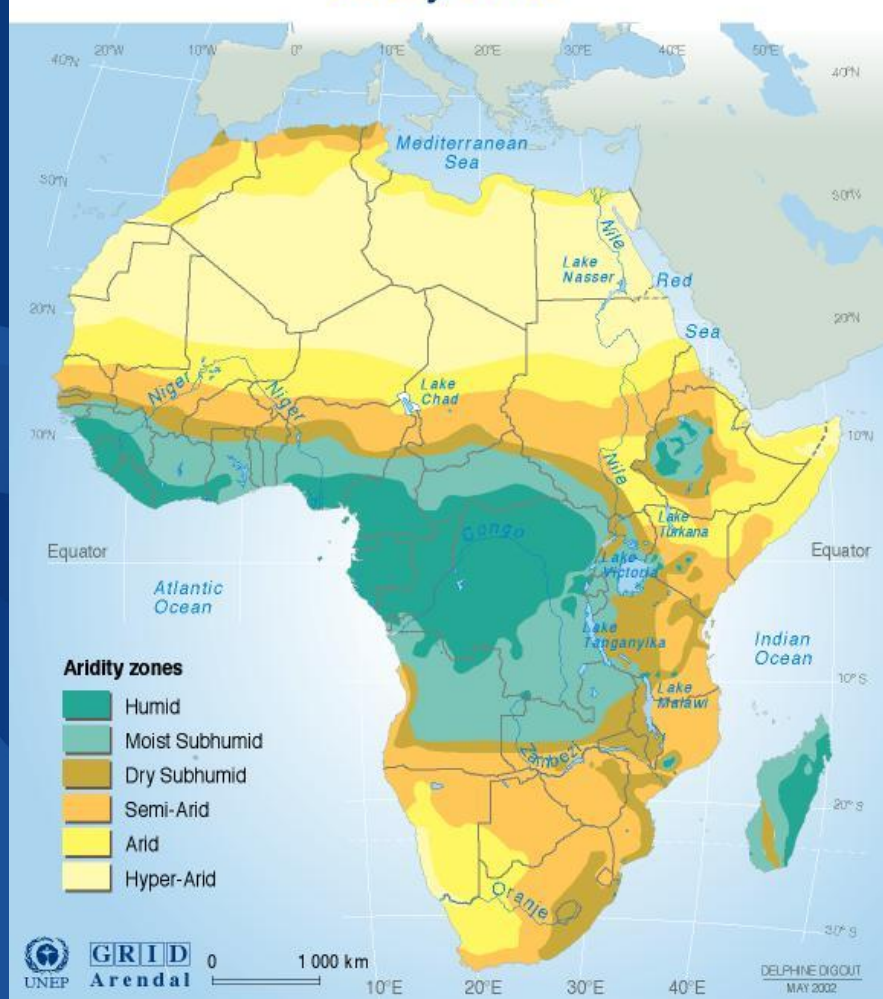 20°W
10°W
0°
10°E
20°E
30°E
40°E
50°E
40°N
40°N
Mediterranean
Sea
30°N
30°N
Nile
Lake
Nasser
Red
Sea
20°N
20°N
Niger
Niger
Lake
Chad
10°N
10°N
Nile
Lake
Turkana
Congo
Equator
Equator
Lake
Victoria
Atlantic
Ocean
Lake
Tanganyika
Indian
Ocean
Aridity zones
Humid
Moist Subhumid
Dry Subhumid
Semi-Arid
Arid
Hyper-Arid
10° S
Lake
Malawi
Zambezi
20° S
Oranje
30° S
UNEP
GRID
Arendal
0 1 000 km
10°E
20°E
30°E
40°E
DELPHINE DIGOUT
MAY 2002